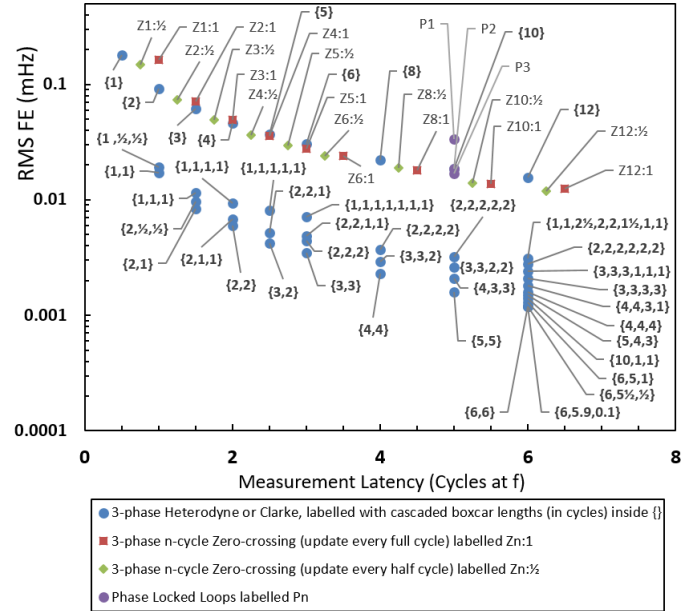 RMS FE (mHz)
0.1
0.01
0.001
0.0001
Z1:½
Z1:1
Z2:1
{5}
P1
P2
Z2:½
Z3:½
Z4:1
{10}
Z5:½
{1}
Z3:1
{6}
{8}
P3
{2}
Z4:½
Z5:1
Z8:½
Z10:½
{12}
{3}
{4}
Z6:½
Z8:1
Z10:1
Z12:½
{1 ,½,½}
{1,1,1,1}
{1,1,1,1,1}
Z6:1
Z12:1
{1,1}
{2,2,1}
{1,1,1}
{1,1,1,1,1,1,1}
{2,2,2,2,2}
{2,½,½}
{2,2,1,1}
{2,2,2,2}
{1,1,2½,2,2,1½,1,1}
{2,1}
{2,1,1}
{2,2,2}
{3,3,2}
{2,2,2,2,2,2}
{2,2}
{3,2}
{3,3}
{3,3,2,2}
{3,3,3,1,1,1}
{4,3,3}
{3,3,3,3}
{4,4,3,1}
{4,4}
{5,5}
{4,4,4}
{5,4,3}
{10,1,1}
{6,5,1}
{6,5½,½}
{6,6}
{6,5.9,0.1}
0
2
4
6
8
Measurement Latency (Cycles at f)
3-phase Heterodyne or Clarke, labelled with cascaded boxcar lengths (in cycles) inside {}
3-phase n-cycle Zero-crossing (update every full cycle) labelled Zn:1
3-phase n-cycle Zero-crossing (update every half cycle) labelled Zn:½
Phase Locked Loops labelled Pn